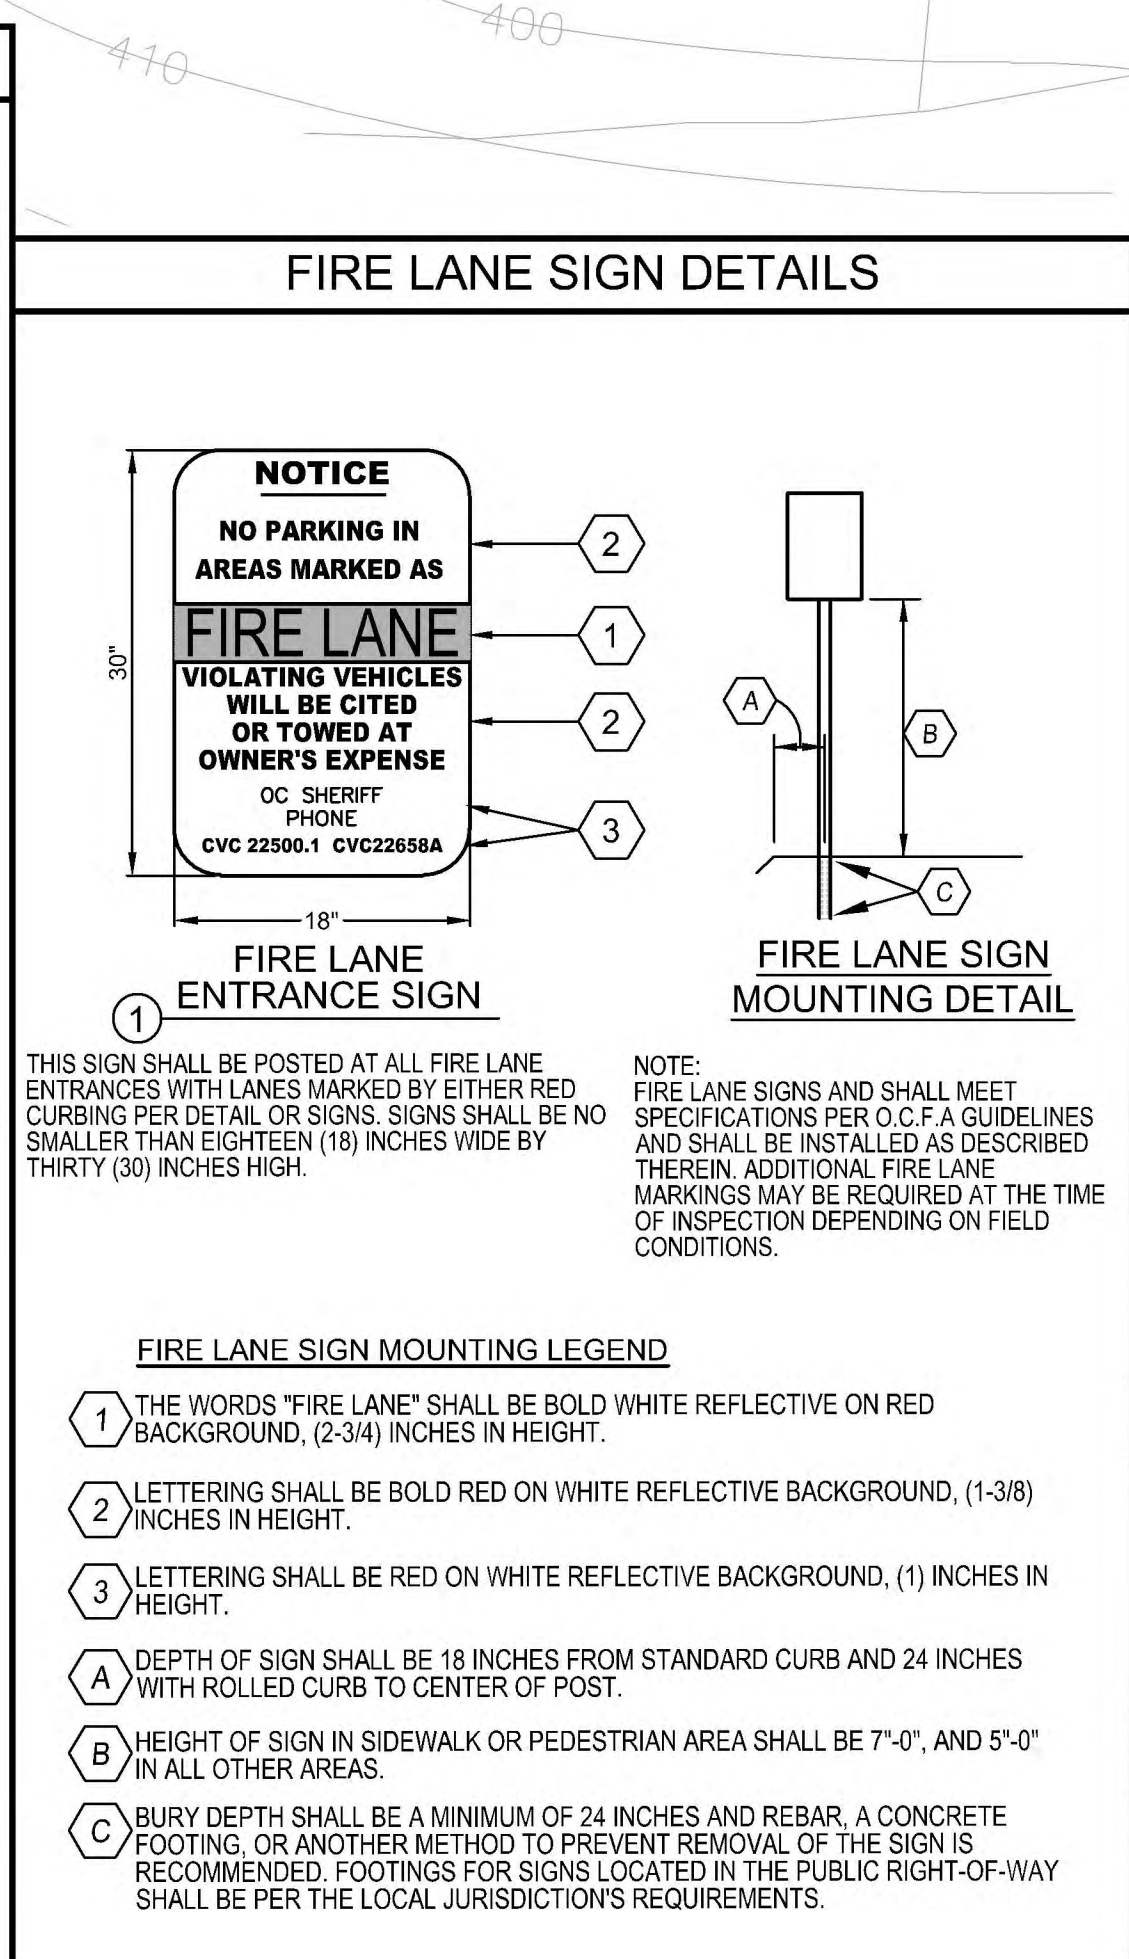 410
400
FIRE LANE SIGN DETAILS
NOTICE
NO PARKING IN
AREAS MARKED AS
FIRE LANE
VIOLATING VEHICLES
WILL BE CITED
OR TOWED AT
OWNER'S EXPENSE
OC SHERIFF
PHONE
CVC 22500.1 CVC22658A
30"
18"
2
1
2
3
FIRE LANE
ENTRANCE SIGN
1
THIS SIGN SHALL BE POSTED AT ALL FIRE LANE
ENTRANCES WITH LANES MARKED BY EITHER RED
CURBING PER DETAIL OR SIGNS. SIGNS SHALL BE NO
SMALLER THAN EIGHTEEN (18) INCHES WIDE BY
THIRTY (30) INCHES HIGH.
A
B
C
FIRE LANE SIGN
MOUNTING DETAIL
NOTE:
FIRE LANE SIGNS AND SHALL MEET
SPECIFICATIONS PER O.C.F.A GUIDELINES
AND SHALL BE INSTALLED AS DESCRIBED
THEREIN. ADDITIONAL FIRE LANE
MARKINGS MAY BE REQUIRED AT THE TIME
OF INSPECTION DEPENDING ON FIELD
CONDITIONS.
FIRE LANE SIGN MOUNTING LEGEND
1 THE WORDS "FIRE LANE" SHALL BE BOLD WHITE REFLECTIVE ON RED
BACKGROUND, (2-3/4) INCHES IN HEIGHT.
2 LETTERING SHALL BE BOLD RED ON WHITE REFLECTIVE BACKGROUND, (1-3/8)
INCHES IN HEIGHT.
3 LETTERING SHALL BE RED ON WHITE REFLECTIVE BACKGROUND, (1) INCHES IN
HEIGHT.
A DEPTH OF SIGN SHALL BE 18 INCHES FROM STANDARD CURB AND 24 INCHES
WITH ROLLED CURB TO CENTER OF POST.
B HEIGHT OF SIGN IN SIDEWALK OR PEDESTRIAN AREA SHALL BE 7"-0", AND 5"-0"
IN ALL OTHER AREAS.
C BURY DEPTH SHALL BE A MINIMUM OF 24 INCHES AND REBAR, A CONCRETE
FOOTING, OR ANOTHER METHOD TO PREVENT REMOVAL OF THE SIGN IS
RECOMMENDED. FOOTINGS FOR SIGNS LOCATED IN THE PUBLIC RIGHT-OF-WAY
SHALL BE PER THE LOCAL JURISDICTION'S REQUIREMENTS.